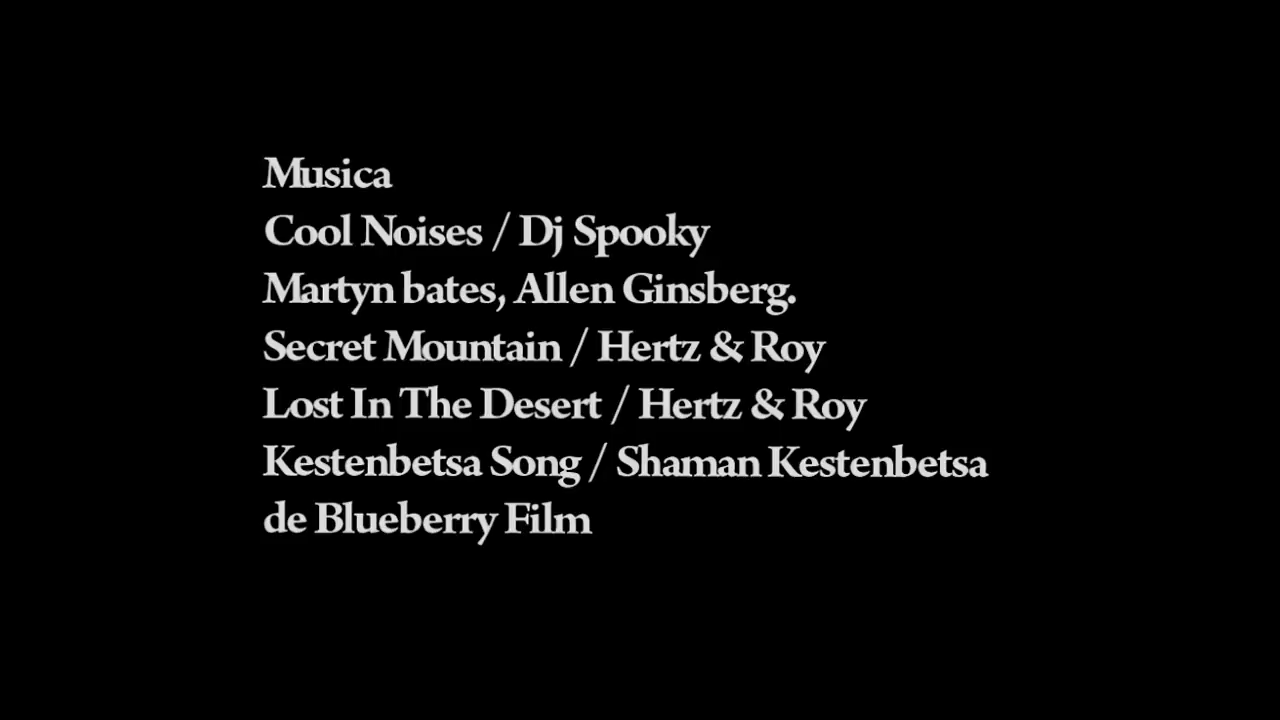 Musica
Cool Noises / Dj Spooky
Martyn bates, Allen Ginsberg.
Secret Mountain / Hertz & Roy
Lost In The Desert / Hertz & Roy
Kestenbetsa Song / Shaman Kestenbetsa
de Blueberry Film